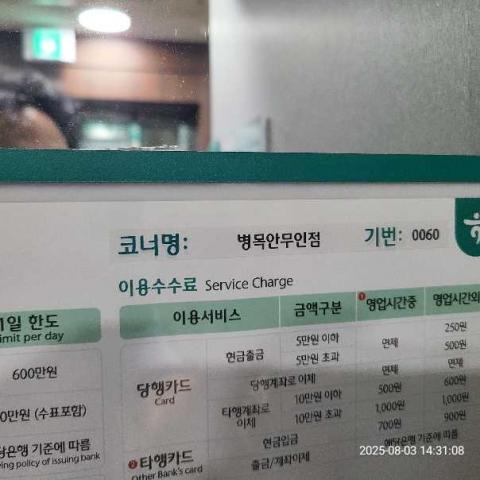 코너명: 병목안무인점 기번: 0060
이용수수료 Service Charge
1일 한도
limit per day
600만원
0만원 (수표포함)
당은행 기준에 따름
ying policy of issuing bank
이용서비스 금액구분 영업시간중 영업시간외
당행카드
Card
현금출금 5만원 이하 면제 250원
5만원 초과 500원
당행계좌로 이체 면제 면제
타행계좌로
이체
10만원 이하 500원 600원
10만원 초과 1,000원 1,000원
현금입금 700원 900원
타행카드
Other Bank's card
출금/계좌이체 해당은행 기준에 따름
2025-08-03 14:31:08